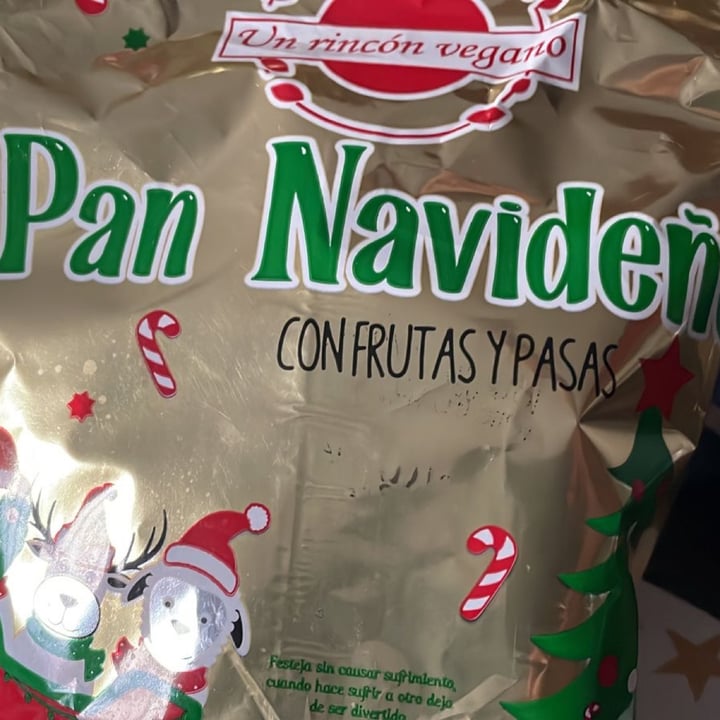 Un rincón vegano
Pan Navideñ
CON FRUTAS Y PASAS
Festeja sin causar sufrimiento,
cuando hace sufrir a otro deja
de ser divertido